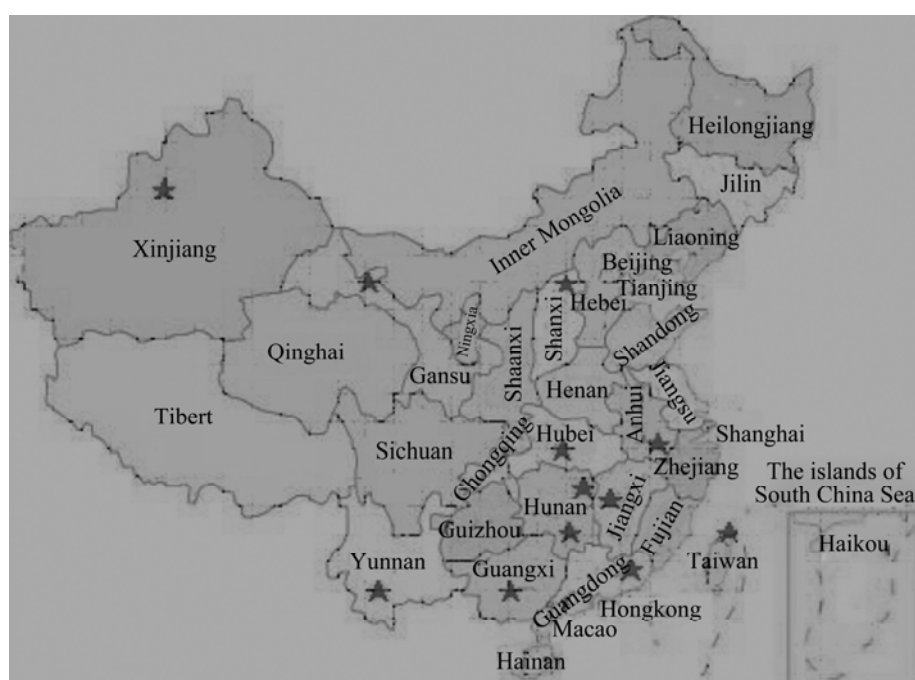 Heilongjiang
Jilin
Inner Mongolia
Liaoning
Xinjiang
Beijing
Tianjing
Hebei
Ningxia
Shanxi
Shandong
Qinghai
Gansu
Shaanxi
Henan
Jiangsu
Anhui
Tibert
Sichuan
Chongqing
Hubei
Shanghai
Zhejiang
The islands of
South China Sea
Hunan
Jiangxi
Guizhou
Fujian
Haikou
Yunnan
Guangxi
Guangdong
Taiwan
Hongkong
Macao
Hainan